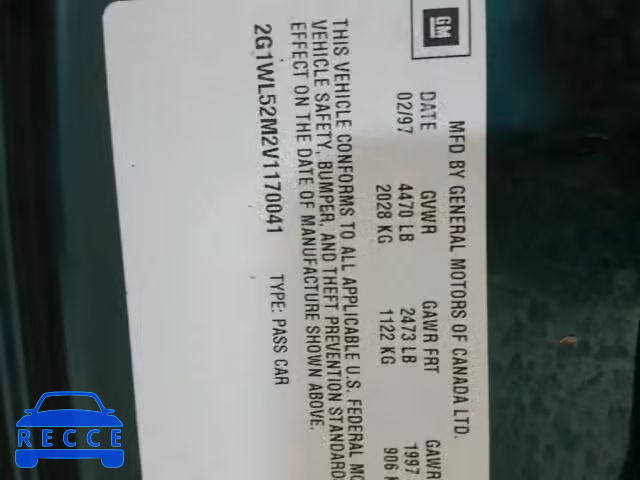 GM
MFD BY GENERAL MOTORS OF CANADA LTD.
DATE GVWR GAWR FRT GAWR
02/97 4470 LB 2473 LB 1997
2028 KG 1122 KG 906 K
THIS VEHICLE CONFORMS TO ALL APPLICABLE U.S. FEDERAL MO
VEHICLE SAFETY, BUMPER, AND THEFT PREVENTION STANDARD
EFFECT ON THE DATE OF MANUFACTURE SHOWN ABOVE.
2G1WL52M2V1170041 TYPE: PASS CAR
RECCE